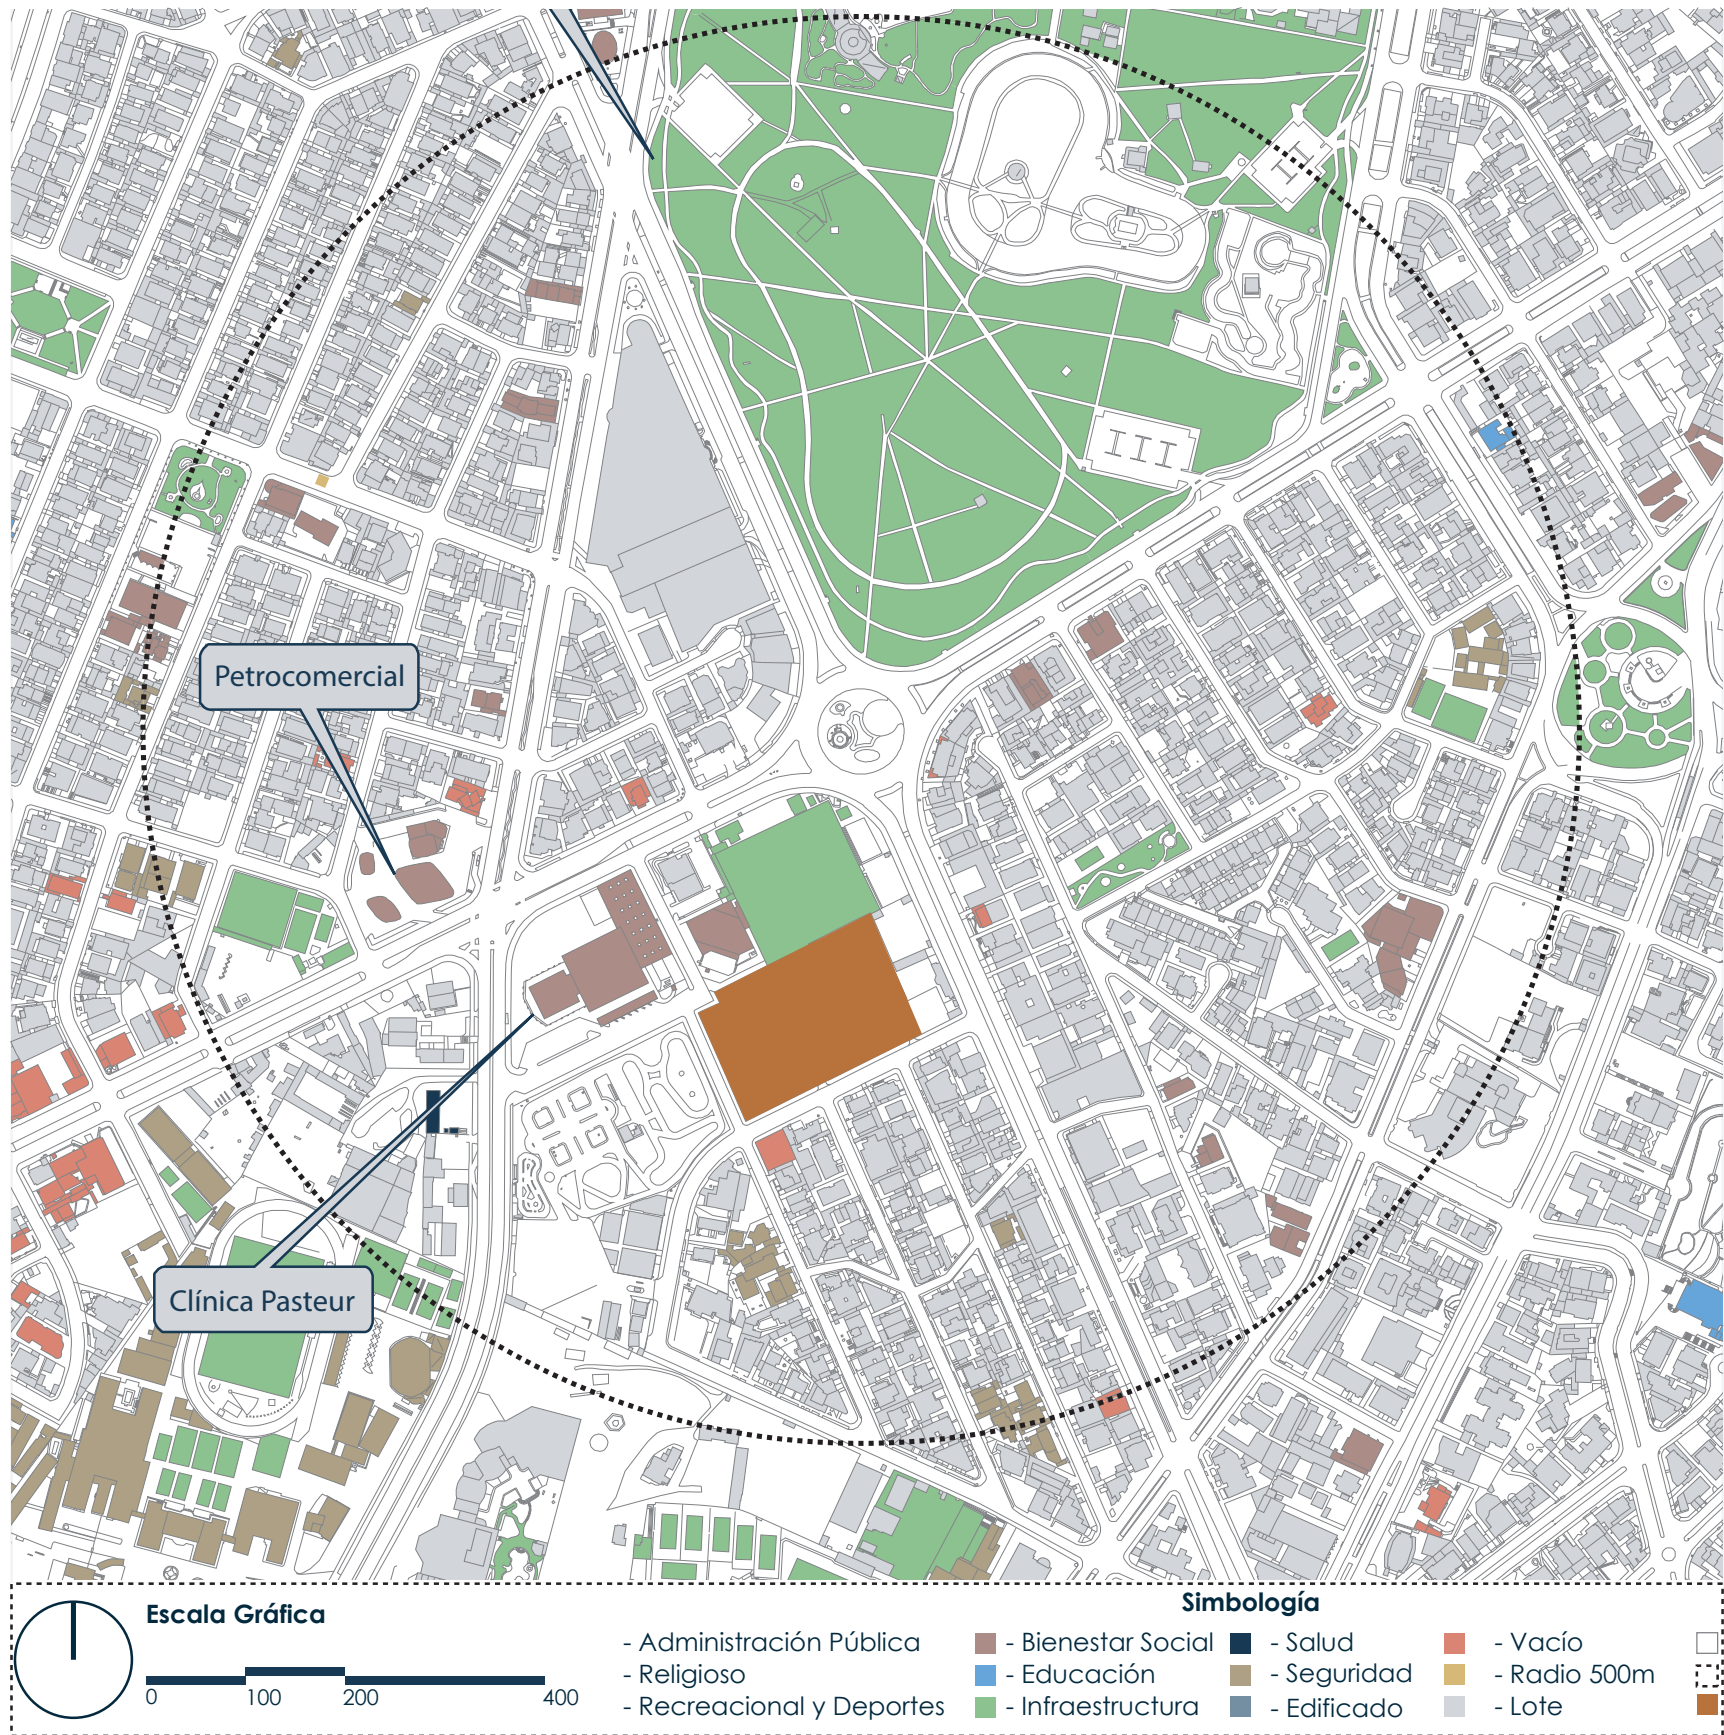 Petrocomercial
Clínica Pasteur
Escala Gráfica
0 100 200 400
Simbología
- Administración Pública - Bienestar Social - Salud - Vacío
- Religioso - Educación - Seguridad - Radio 500m
- Recreacional y Deportes - Infraestructura - Edificado - Lote